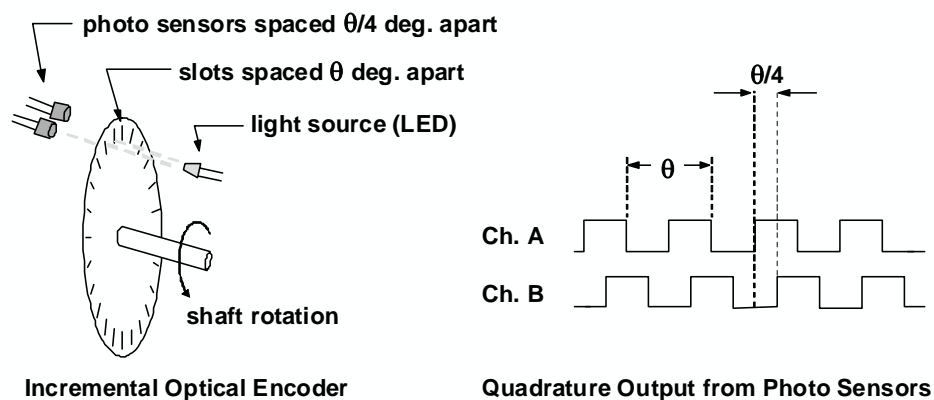 photo sensors spaced θ/4 deg. apart
slots spaced θ deg. apart
light source (LED)
shaft rotation
Incremental Optical Encoder
θ/4
θ
Ch. A
Ch. B
Quadrature Output from Photo Sensors